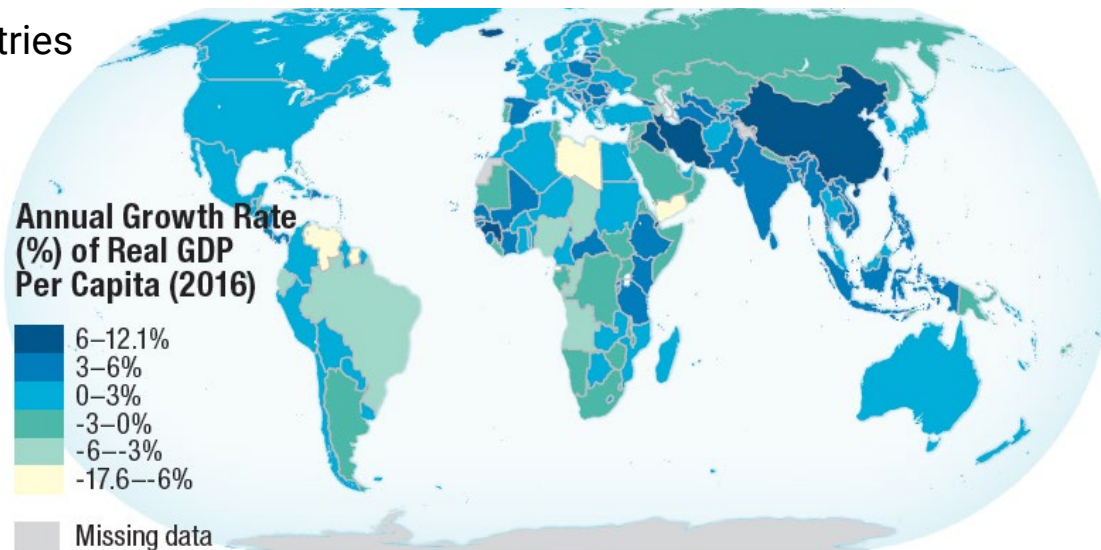 tries
Annual Growth Rate
(%) of Real GDP
Per Capita (2016)
6–12.1%
3–6%
0–3%
-3–0%
-6–-3%
-17.6–-6%
Missing data